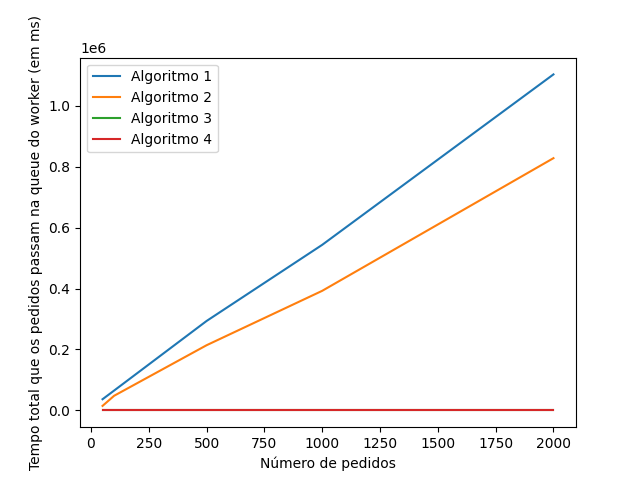 1e6
Algoritmo 1
Algoritmo 2
Algoritmo 3
Algoritmo 4
Tempo total que os pedidos passam na queue do worker (em ms)
1.0
0.8
0.6
0.4
0.2
0.0
0 250 500 750 1000 1250 1500 1750 2000
Número de pedidos